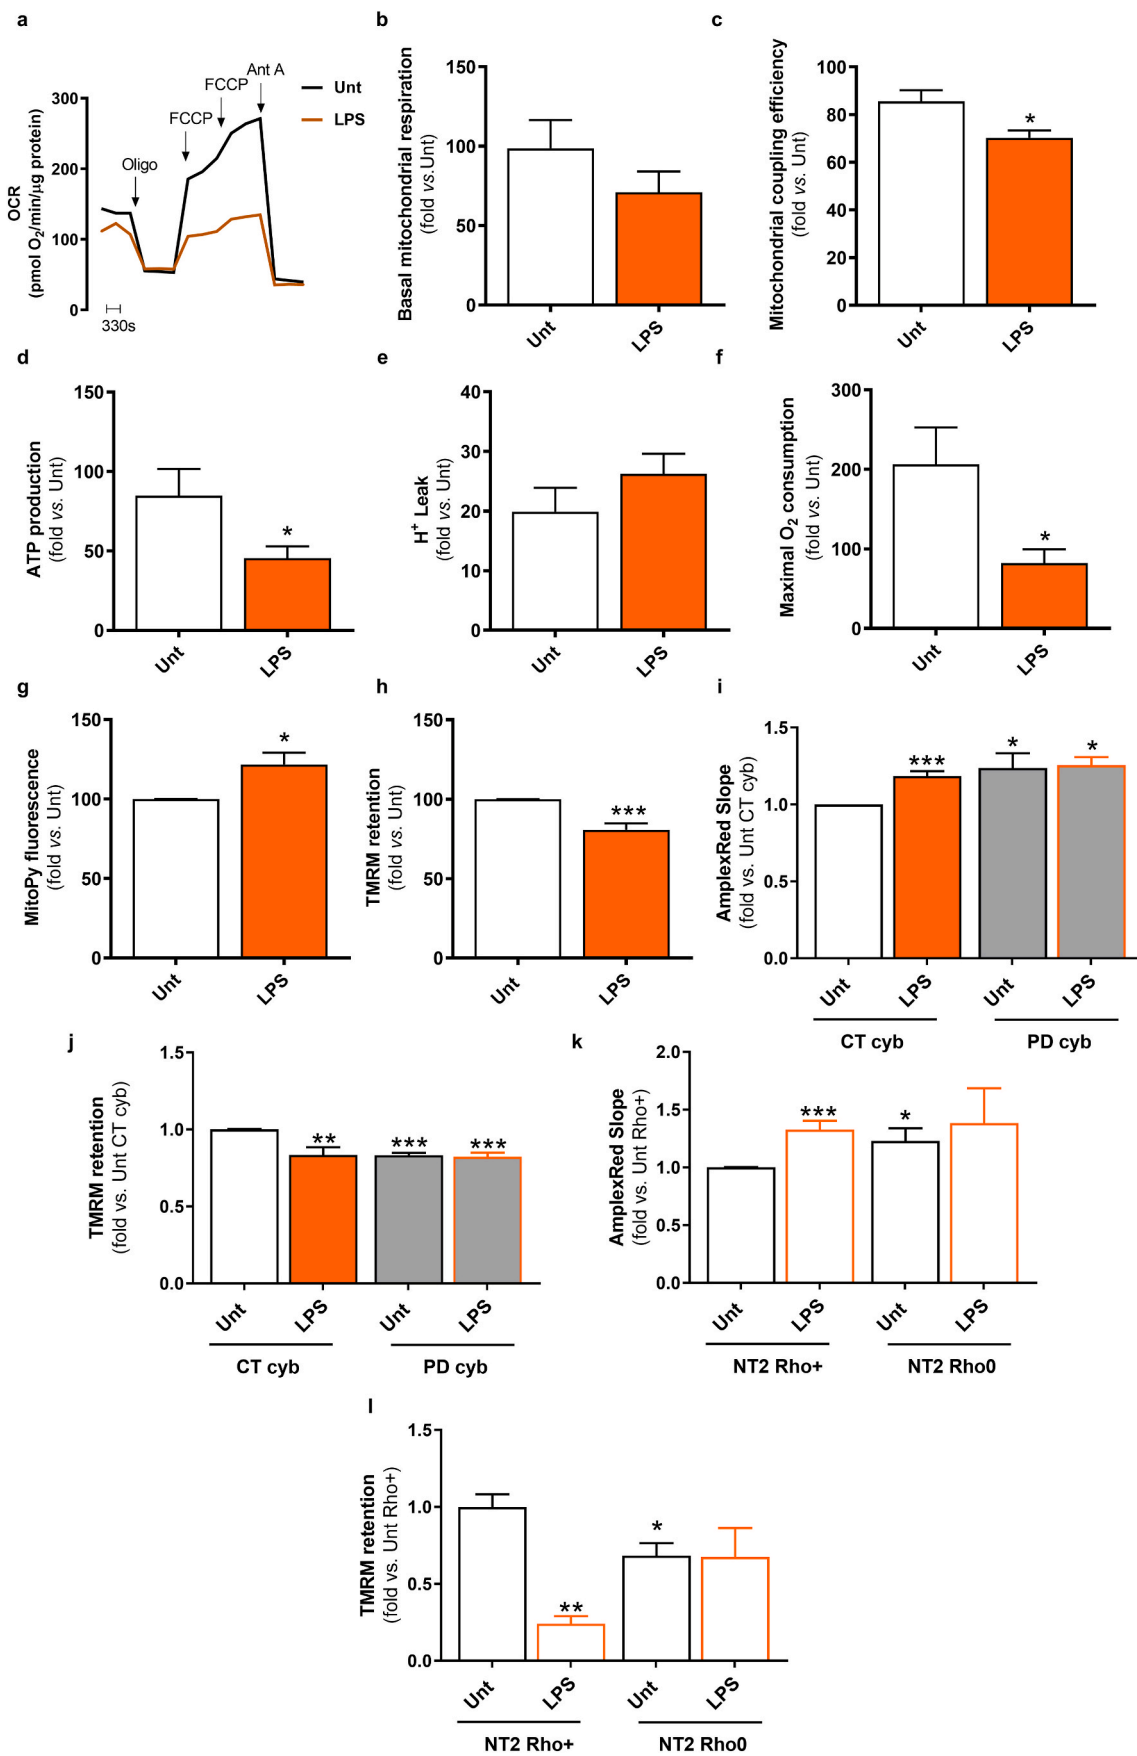 a
Ant A
FCCP
FCCP
Oligo
Unt
LPS
OCR
(pmol O2/min/µg protein)
300
200
100
0
330s
b
Basal mitochondrial respiration
(fold vs.Unt)
150
100
50
0
Unt
LPS
c
Mitochondrial coupling efficiency
(fold vs. Unt)
100
80
60
40
20
0
*
Unt
LPS
d
ATP production
(fold vs. Unt)
150
100
50
0
*
Unt
LPS
e
H+ Leak
(fold vs. Unt)
40
30
20
10
0
Unt
LPS
f
Maximal O2 consumption
(fold vs. Unt)
300
200
100
0
*
Unt
LPS
g
MitoPy fluorescence
(fold vs. Unt)
150
100
50
0
*
Unt
LPS
h
TMRM retention
(fold vs. Unt)
150
100
50
0
***
Unt
LPS
i
AmplexRed Slope
(fold vs. Unt CT cyb)
1.5
1.0
0.5
0.0
***
*
*
Unt
LPS
Unt
LPS
CT cyb
PD cyb
j
TMRM retention
(fold vs. Unt CT cyb)
1.5
1.0
0.5
0.0
**
***
***
Unt
LPS
Unt
LPS
CT cyb
PD cyb
k
AmplexRed Slope
(fold vs. Unt Rho+)
2.0
1.5
1.0
0.5
0.0
***
*
Unt
LPS
Unt
LPS
NT2 Rho+
NT2 Rho0
l
TMRM retention
(fold vs. Unt Rho+)
1.5
1.0
0.5
0.0
**
*
Unt
LPS
Unt
LPS
NT2 Rho+
NT2 Rho0